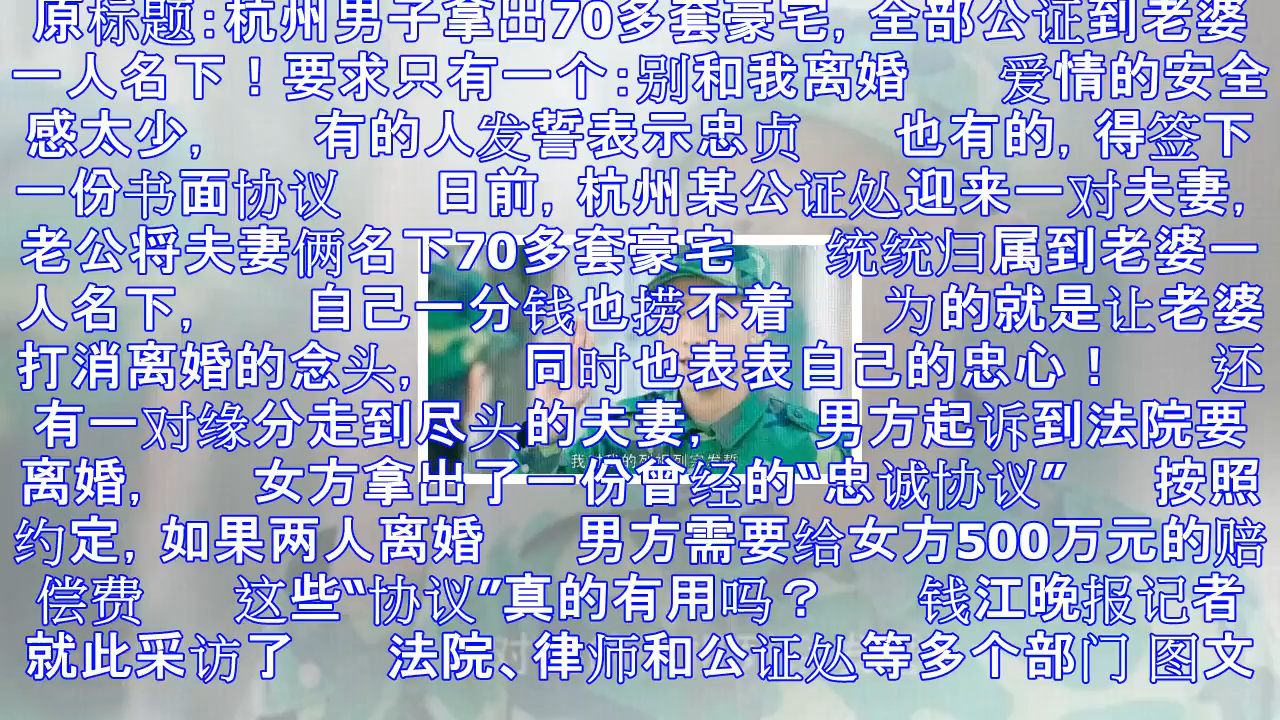 原标题:杭州男子拿出70多套豪宅, 全部公证到老婆
一人名下！要求只有一个:别和我离婚 爱情的安全
感太少, 有的人发誓表示忠贞 也有的, 得签下
一份书面协议 日前, 杭州某公证处迎来一对夫妻,
老公将夫妻俩名下70多套豪宅 统统归属到老婆一
人名下, 自己一分钱也捞不着 为的就是让老婆
打消离婚的念头, 同时也表表自己的忠心！ 还
有一对缘分走到尽头的夫妻, 男方起诉到法院要
离婚, 女方拿出了一份曾经的“忠诚协议” 按照
约定, 如果两人离婚 男方需要给女方500万元的赔
偿费 这些“协议”真的有用吗？ 钱江晚报记者
就此采访了 法院、律师和公证处等多个部门 图文